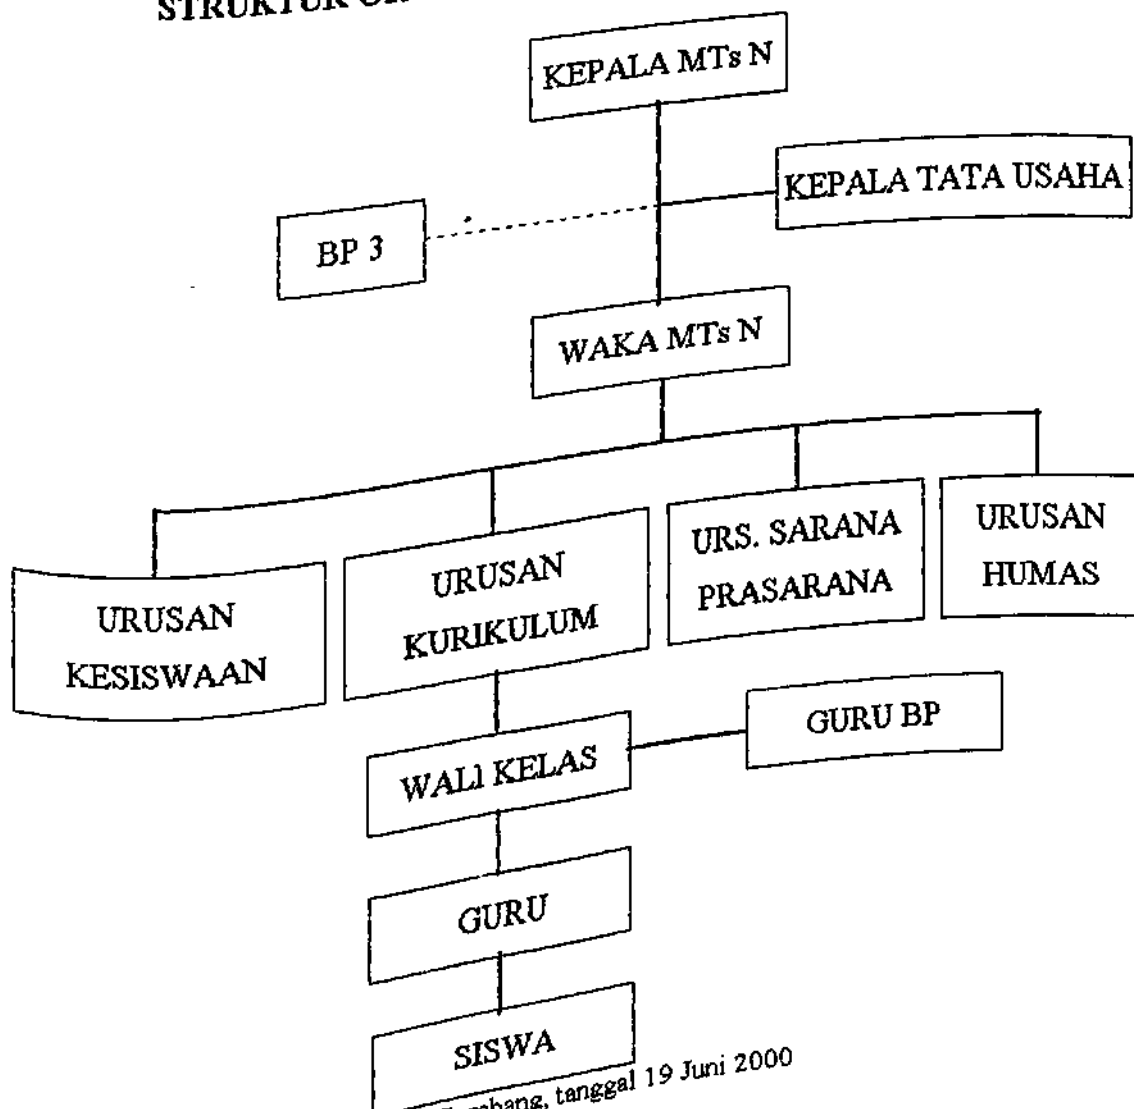 STRUKTUR
KEPALA MTs N
KEPALA TATA USAHA
BP 3
WAKA MTs N
URUSAN
KESISWAAN
URUSAN
KURIKULUM
URS. SARANA
PRASARANA
URUSAN
HUMAS
WALI KELAS
GURU BP
GURU
SISWA
tanggal 19 Juni 2000